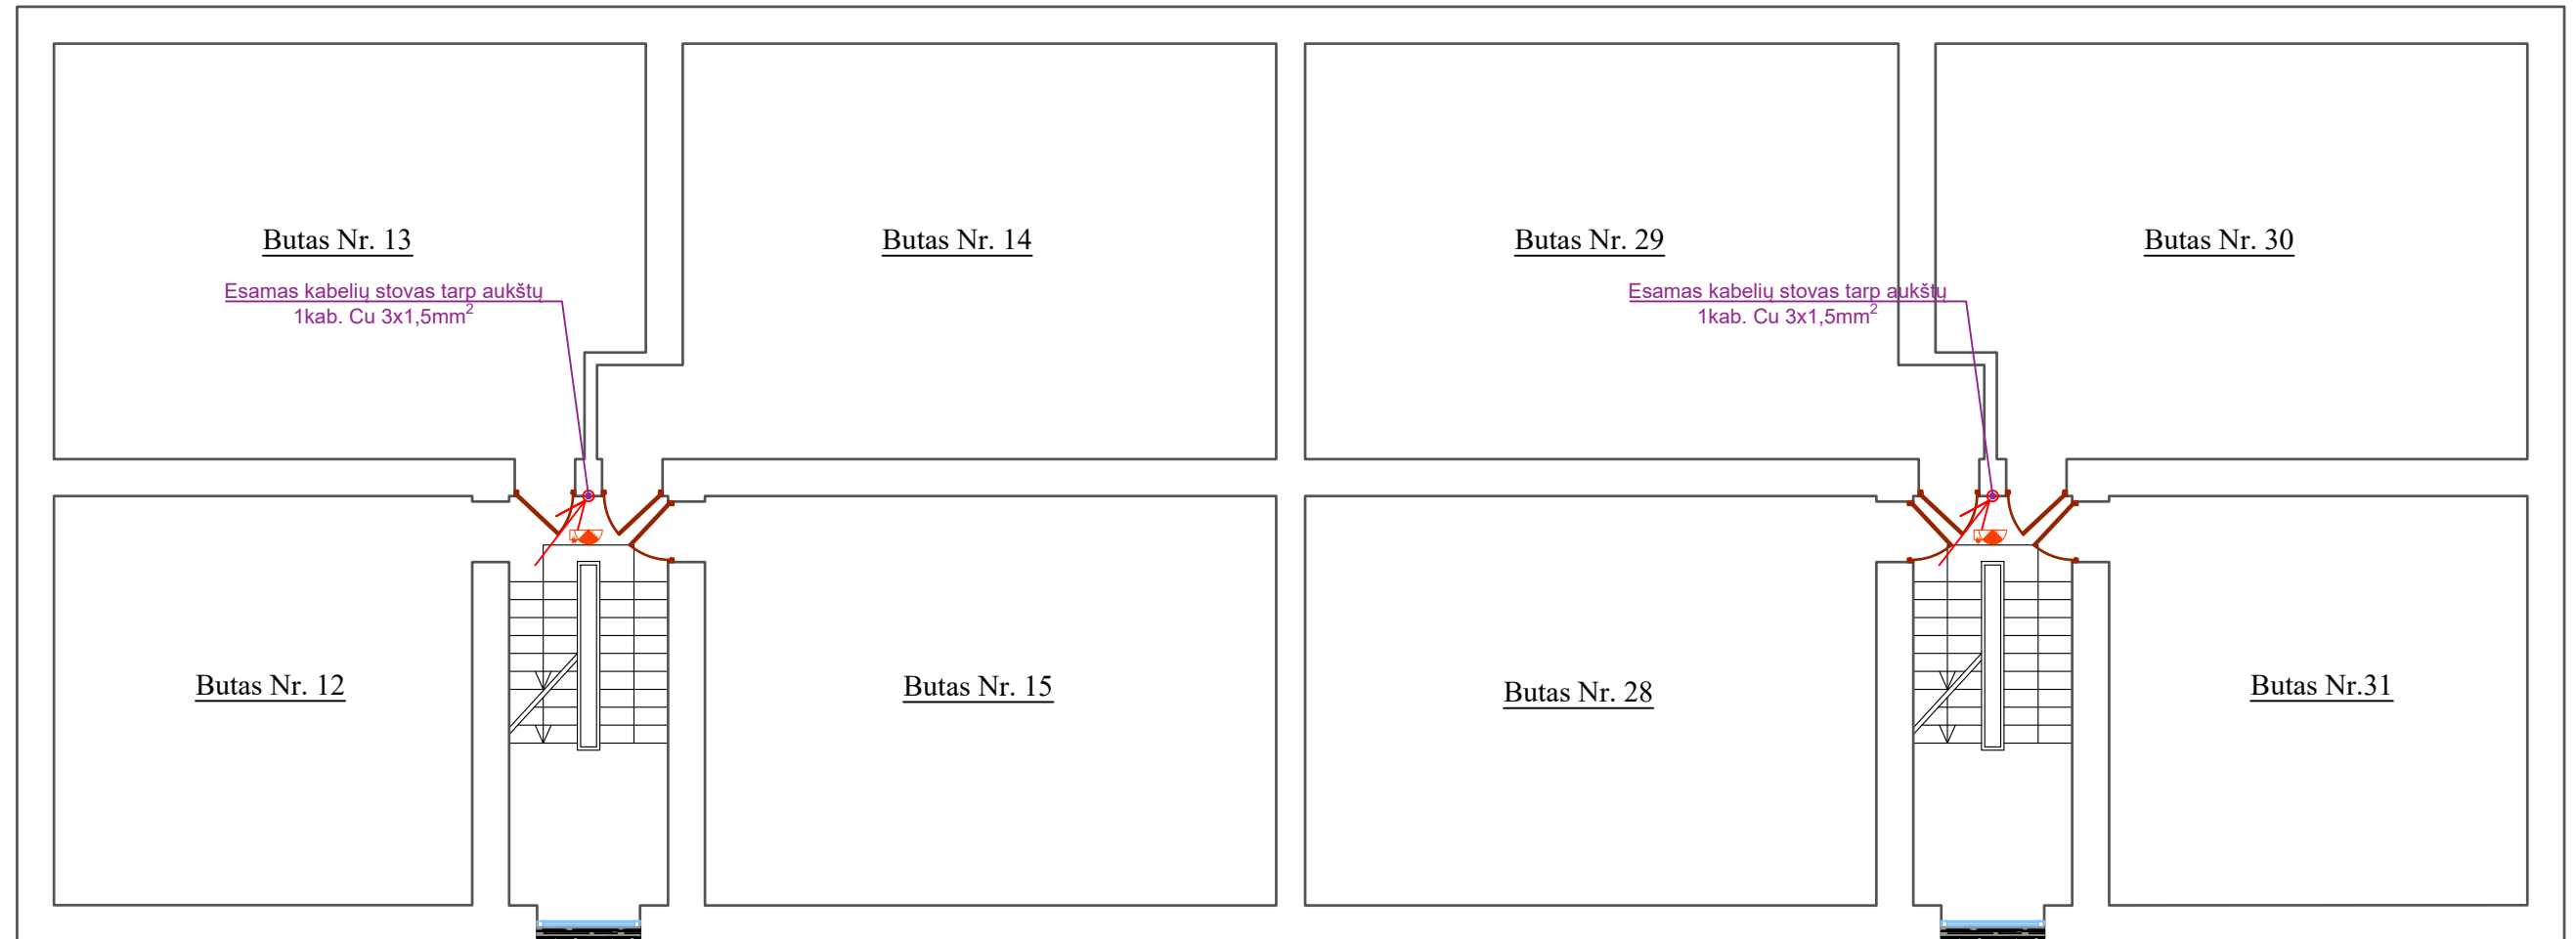 Butas Nr. 13
Butas Nr. 14
Butas Nr. 29
Butas Nr. 30
Esamas kabelių stovas tarp aukštų
1kab. Cu 3x1,5mm²
Esamas kabelių stovas tarp aukštų
1kab. Cu 3x1,5mm²
Butas Nr. 12
Butas Nr. 15
Butas Nr. 28
Butas Nr.31